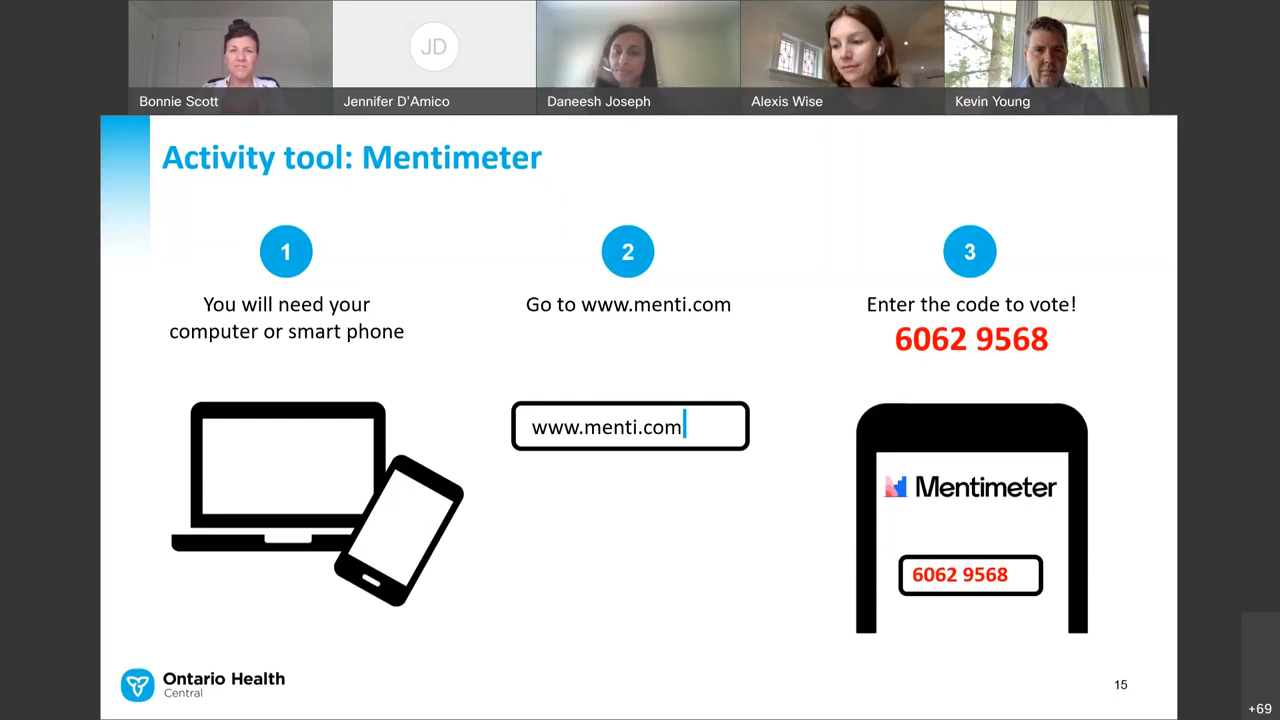 JD
Bonnie Scott
Jennifer D'Amico
Daneesh Joseph
Alexis Wise
Kevin Young
Activity tool: Mentimeter
1
You will need your
computer or smart phone
2
Go to www.menti.com
3
Enter the code to vote!
6062 9568
www.menti.com
Mentimeter
6062 9568
Ontario Health
Central
15
+69